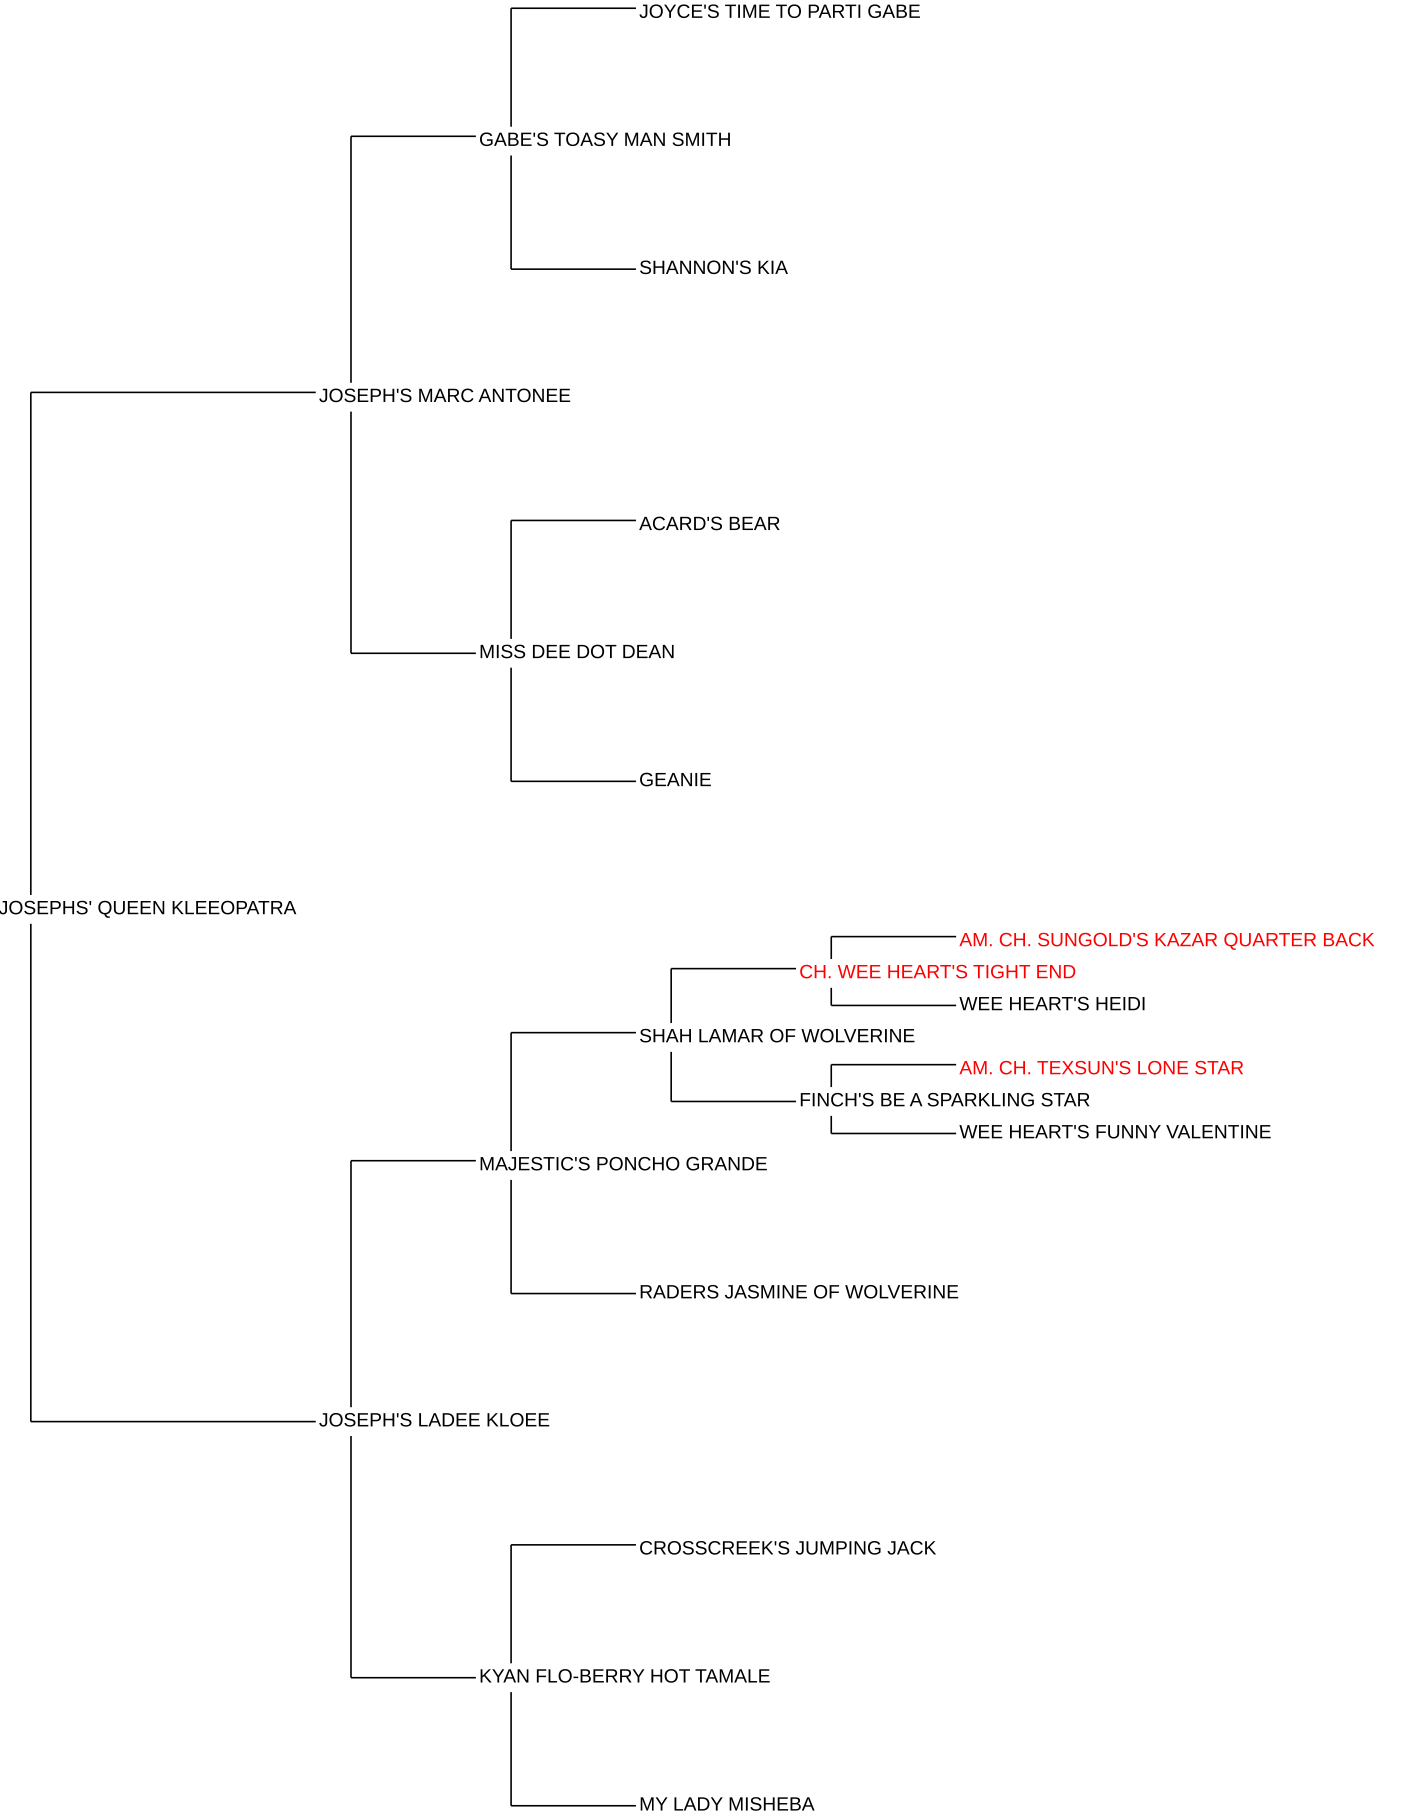 JOYCE'S TIME TO PARTI GABE
GABE'S TOASY MAN SMITH
SHANNON'S KIA
JOSEPH'S MARC ANTONEE
ACARD'S BEAR
MISS DEE DOT DEAN
GEANIE
JOSEPHS' QUEEN KLEEOPATRA
AM. CH. SUNGOLD'S KAZAR QUARTER BACK
CH. WEE HEART'S TIGHT END
WEE HEART'S HEIDI
SHAH LAMAR OF WOLVERINE
AM. CH. TEXSUN'S LONE STAR
FINCH'S BE A SPARKLING STAR
WEE HEART'S FUNNY VALENTINE
MAJESTIC'S PONCHO GRANDE
RADERS JASMINE OF WOLVERINE
JOSEPH'S LADEE KLOEE
CROSSCREEK'S JUMPING JACK
KYAN FLO-BERRY HOT TAMALE
MY LADY MISHEBA